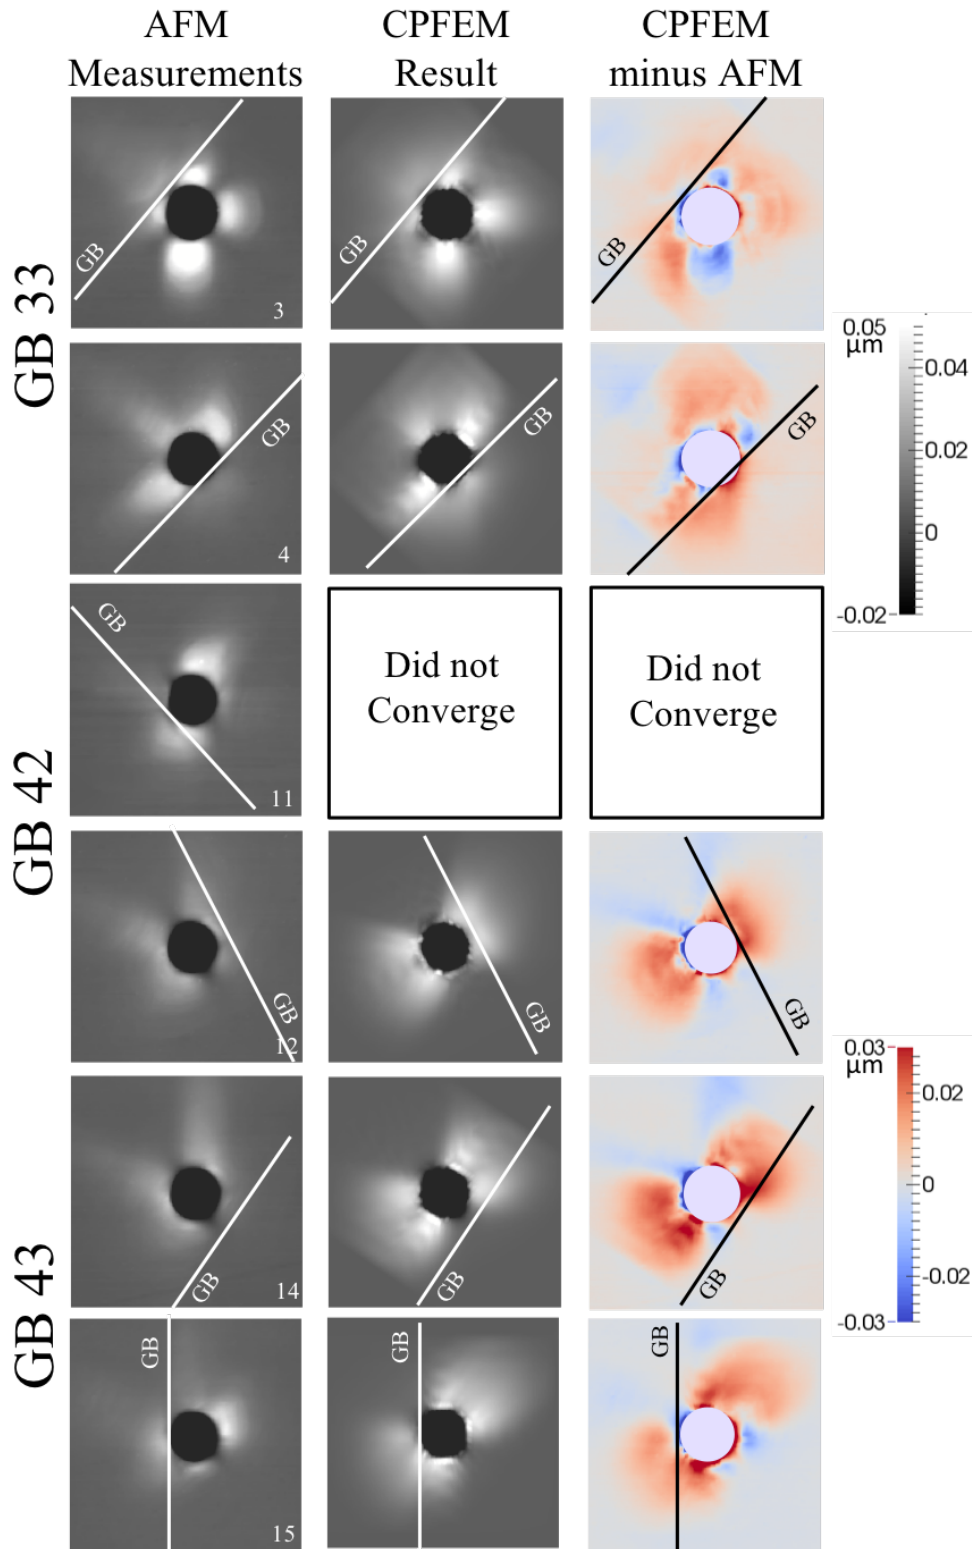 AFM
Measurements
CPFEM
Result
CPFEM
minus AFM
GB 33
GB
3
GB
GB
GB
4
GB
GB
0.05
μm
0.04
0.02
0
-0.02
GB 42
GB
11
Did not
Converge
Did not
Converge
GB
12
GB
GB
0.03
μm
0.02
0
-0.02
-0.03
GB 43
GB
14
GB
GB
GB
15
GB
GB